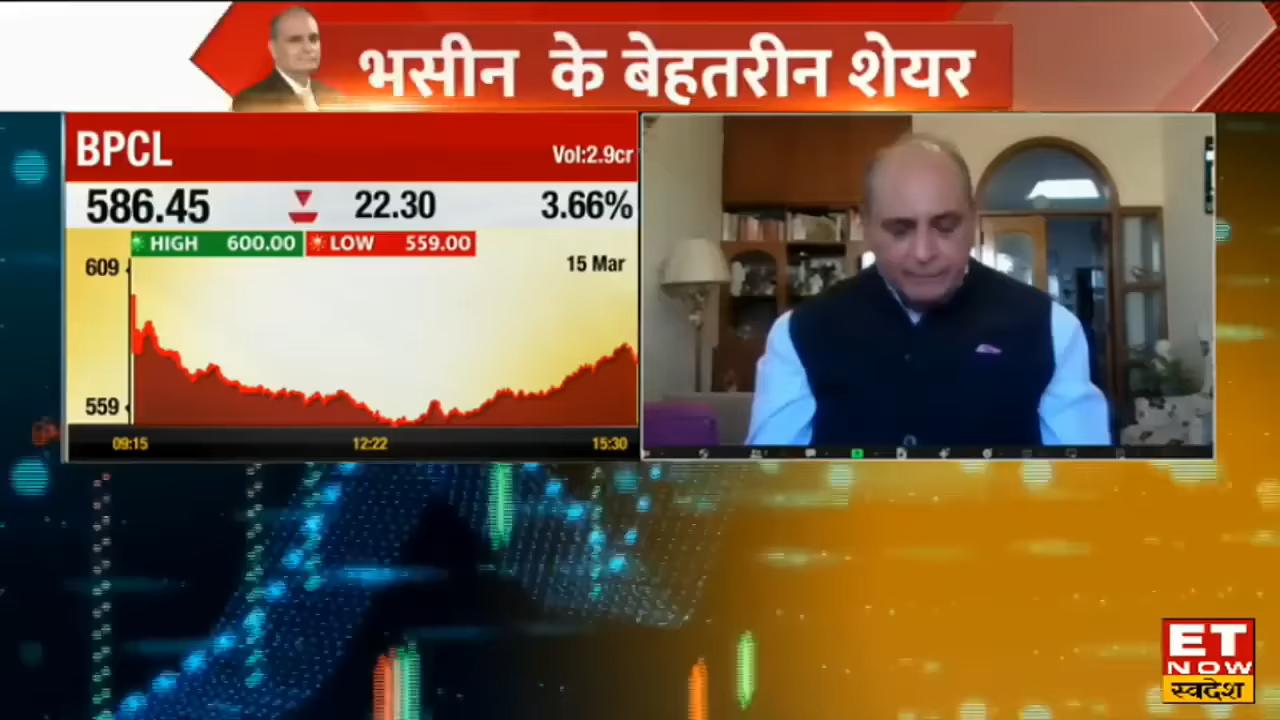 भसीन के बेहतरीन शेयर
BPCL
Vol:2.9cr
586.45 22.30 3.66%
HIGH 600.00 LOW 559.00
15 Mar
609
559
09:15 12:22 15:30
ET
NOW
स्वदेश